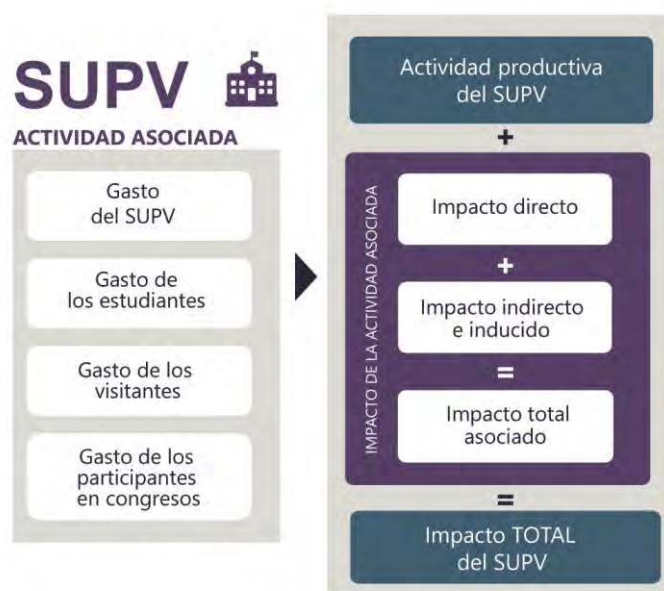 SUPV
ACTIVIDAD ASOCIADA
Gasto
del SUPV
Gasto de
los estudiantes
Gasto de los
visitantes
Gasto de los
participantes
en congresos
Actividad productiva
del SUPV
+
IMPACTO DE LA ACTIVIDAD ASOCIADA
Impacto directo
+
Impacto indirecto
e inducido
=
Impacto total
asociado
=
Impacto TOTAL
del SUPV